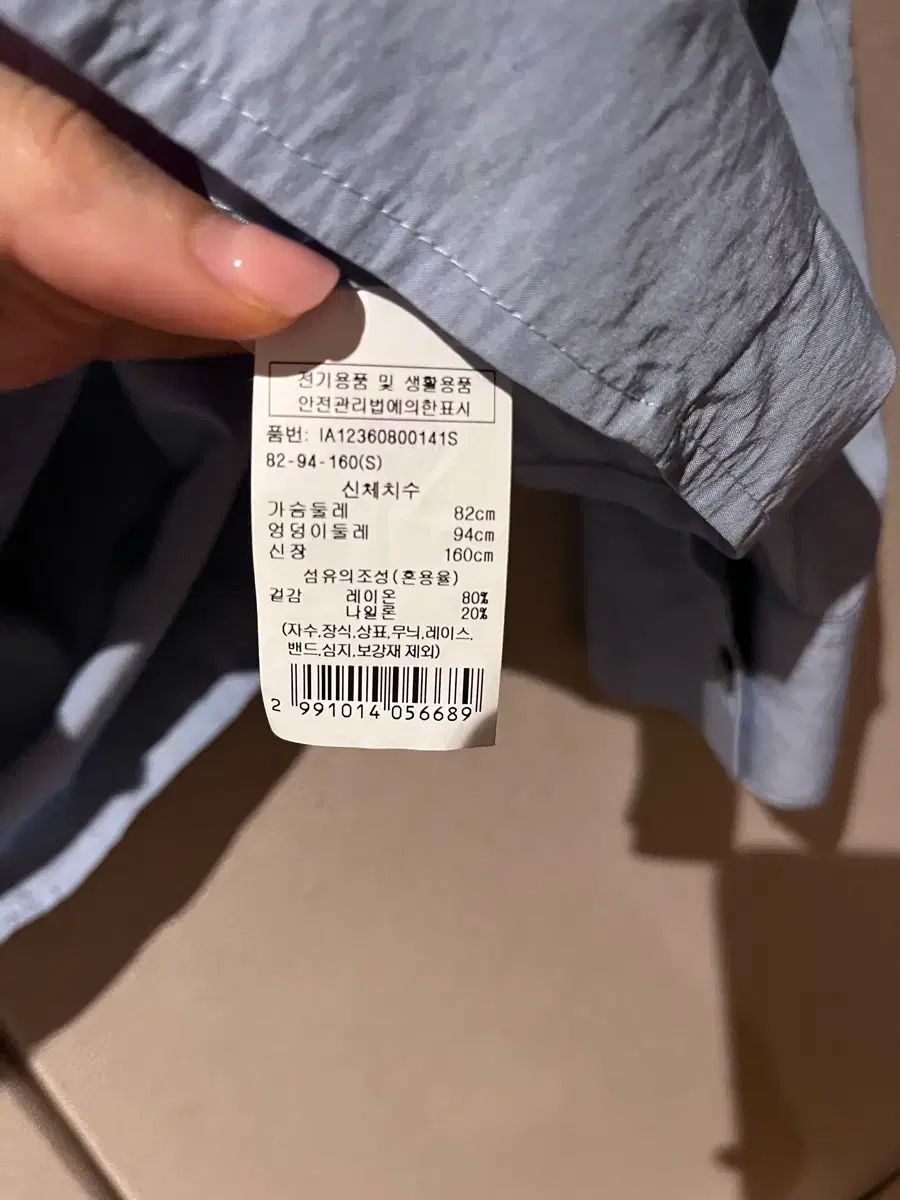 전기용품 및 생활용품
안전관리법에의한표시
품번: IA12360800141S
82-94-160(S)
신체치수
가슴둘레 82cm
엉덩이둘레 94cm
신장 160cm
섬유의조성(혼용율)
겉감 레이온 80%
나일론 20%
(자수,장식,상표,무늬,레이스,
밴드,심지,보강재 제외)
2 991014 056689